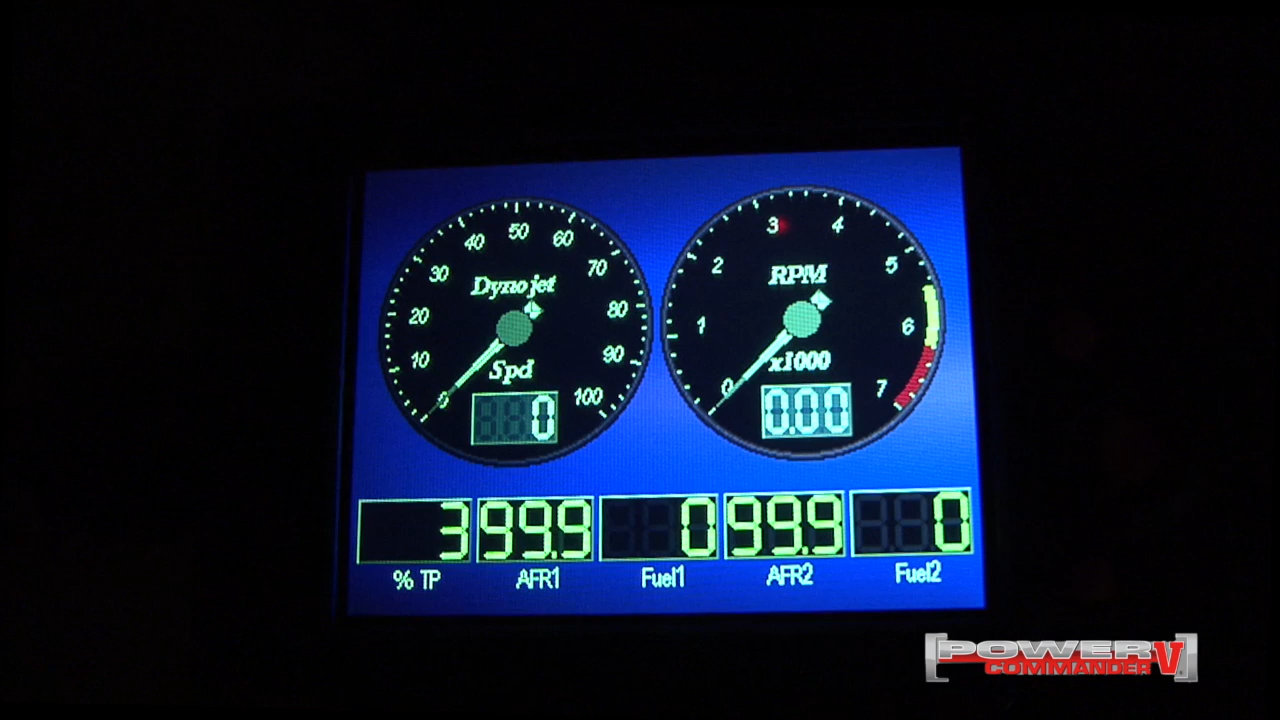 50
40 60
30 70
Dynojet
20 80
10 90
Spd
0 100
0
3 4
2 5
RPM
1 6
x1000
0 7
0.00
3 99.9 0 99.9 0
% TP AFR1 Fuel1 AFR2 Fuel2
POWER V
COMMANDER